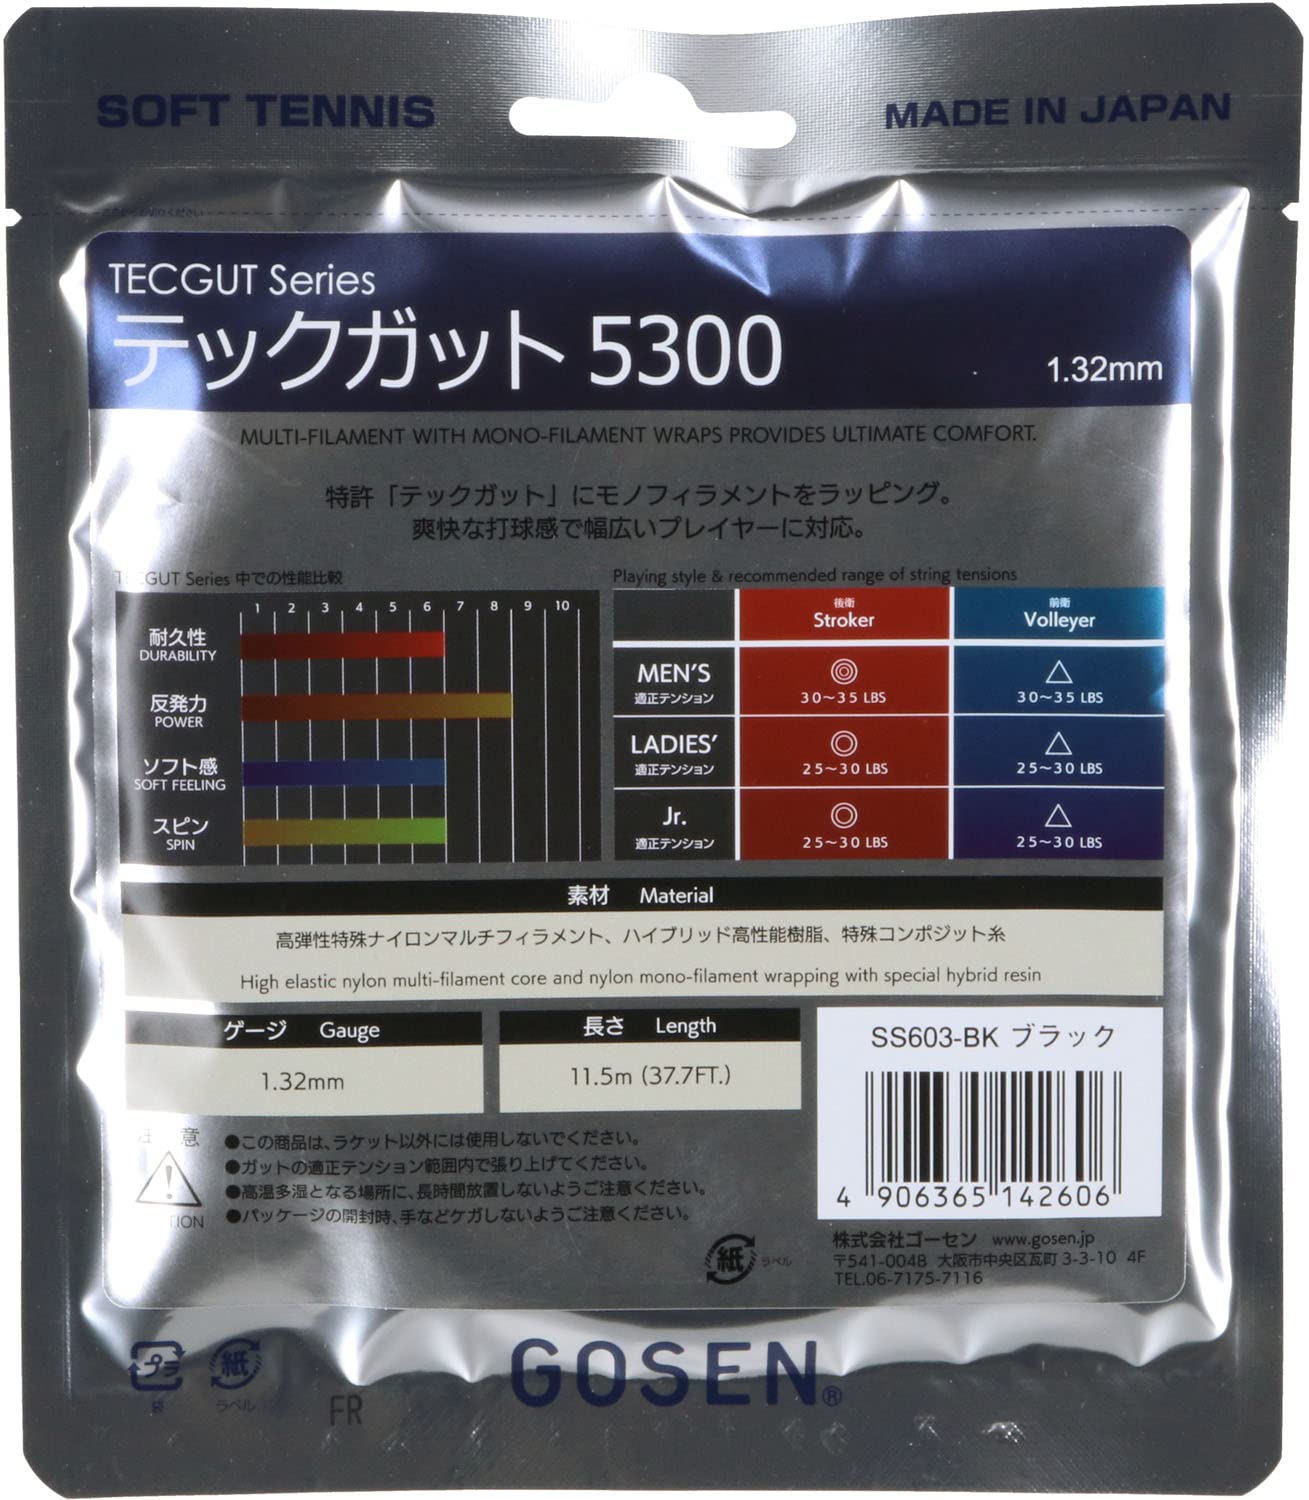 SOFT TENNIS
MADE IN JAPAN
TECGUT Series
テックガット 5300
1.32mm
MULTI-FILAMENT WITH MONO-FILAMENT WRAPS PROVIDES ULTIMATE COMFORT.
特許「テックガット」にモノフィラメントをラッピング。
爽快な打球感で幅広いプレイヤーに対応。
TECGUT Series 中での性能比較
1 2 3 4 5 6 7 8 9 10
耐久性
DURABILITY
反発力
POWER
ソフト感
SOFT FEELING
スピン
SPIN
Playing style & recommended range of string tensions
後衛
Stroker
前衛
Volleyer
MEN'S
適正テンション
◎
30〜35 LBS
△
30〜35 LBS
LADIES'
適正テンション
◎
25〜30 LBS
△
25〜30 LBS
Jr.
適正テンション
◎
25〜30 LBS
△
25〜30 LBS
素材 Material
高弾性特殊ナイロンマルチフィラメント、ハイブリッド高性能樹脂、特殊コンポジット糸
High elastic nylon multi-filament core and nylon mono-filament wrapping with special hybrid resin
ゲージ Gauge
1.32mm
長さ Length
11.5m (37.7FT.)
SS603-BK ブラック
4 906365 142606
注意
CAUTION
●この商品は、ラケット以外には使用しないでください。
●ガットの適正テンション範囲内で張り上げてください。
●高温多湿となる場所に、長時間放置しないようご注意ください。
●パッケージの開封時、手などケガしないようご注意ください。
紙
ラベル
株式会社ゴーセン www.gosen.jp
〒541-0048 大阪市中央区瓦町 3-3-10 4F
TEL.06-7175-7116
プラ
袋
紙
ラベル
FR
GOSEN®